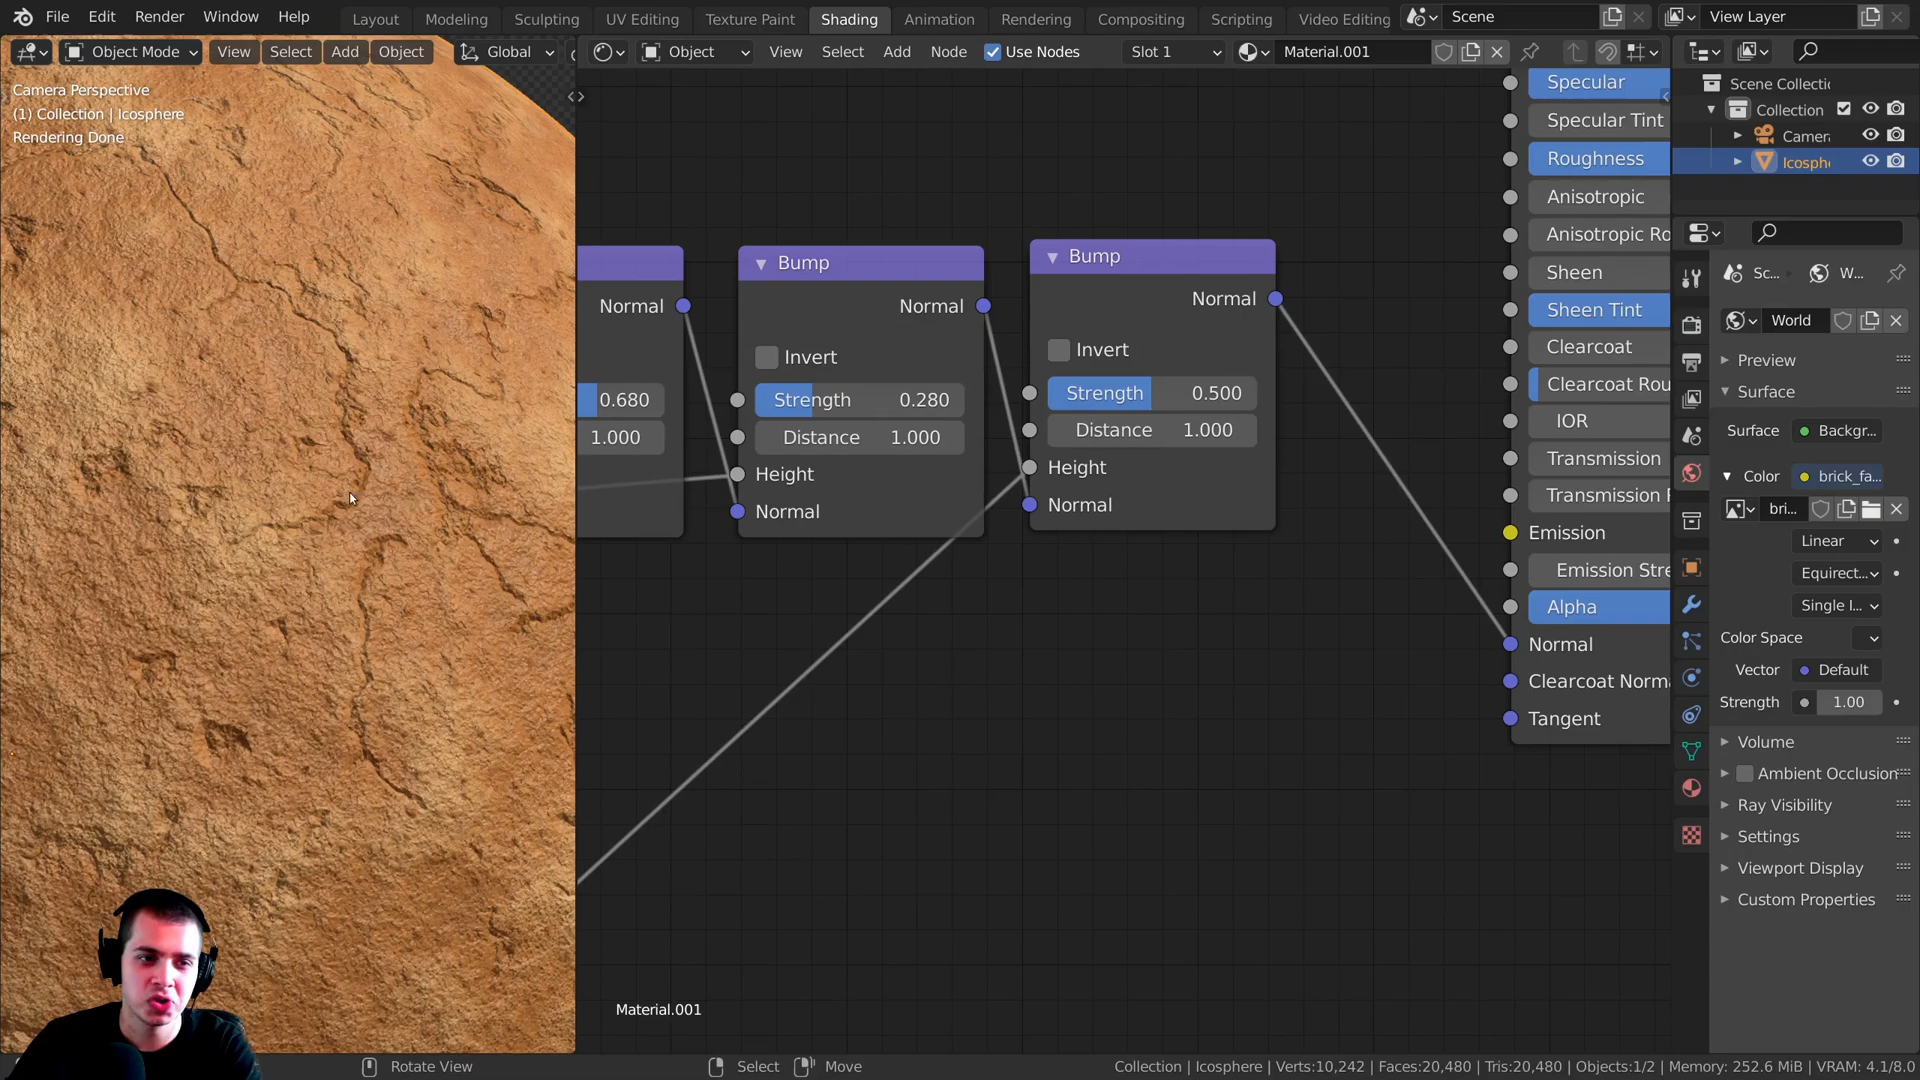 File Edit Render Window Help Layout Modeling Sculpting UV Editing Texture Paint Shading Animation Rendering Compositing Scripting Video Editing Scene View Layer
Object Mode View Select Add Object Global Object View Select Add Node Use Nodes Slot 1 Material.001
Camera Perspective
(1) Collection | Icosphere
Rendering Done
Normal
0.680
1.000
Bump
Normal
Invert
Strength 0.280
Distance 1.000
Height
Normal
Bump
Normal
Invert
Strength 0.500
Distance 1.000
Height
Normal
Specular
Specular Tint
Roughness
Anisotropic
Anisotropic Ro
Sheen
Sheen Tint
Clearcoat
Clearcoat Rou
IOR
Transmission
Transmission
Emission
Emission Stre
Alpha
Normal
Clearcoat Norma
Tangent
Material.001
Scene Collectic
Collection
Camer
Icosph
Sc... W...
World
Preview
Surface
Surface Backgr...
Color brick_fa...
bri...
Linear
Equirect...
Single I...
Color Space
Vector Default
Strength 1.00
Volume
Ambient Occlusion
Ray Visibility
Settings
Viewport Display
Custom Properties
Rotate View Select Move Collection | Icosphere | Verts:10,242 | Faces:20,480 | Tris:20,480 | Objects:1/2 | Memory: 252.6 MiB | VRAM: 4.1/8.0